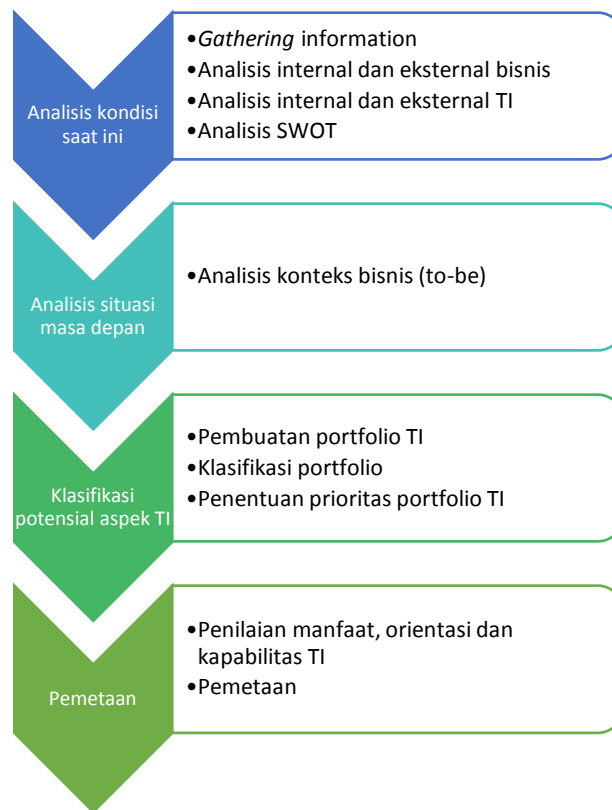 Analisis kondisi
saat ini
•Gathering information
•Analisis internal dan eksternal bisnis
•Analisis internal dan eksternal TI
•Analisis SWOT
Analisis situasi
masa depan
•Analisis konteks bisnis (to-be)
Klasifikasi
potensial aspek TI
•Pembuatan portfolio TI
•Klasifikasi portfolio
•Penentuan prioritas portfolio TI
Pemetaan
•Penilaian manfaat, orientasi dan
kapabilitas TI
•Pemetaan